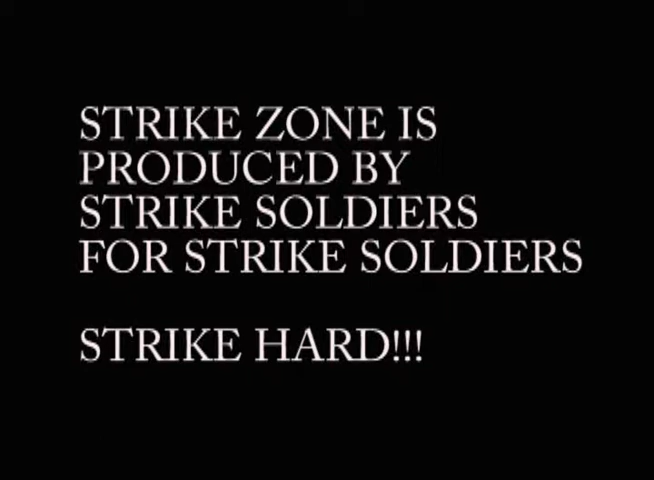 STRIKE ZONE IS
PRODUCED BY
STRIKE SOLDIERS
FOR STRIKE SOLDIERS
STRIKE HARD!!!